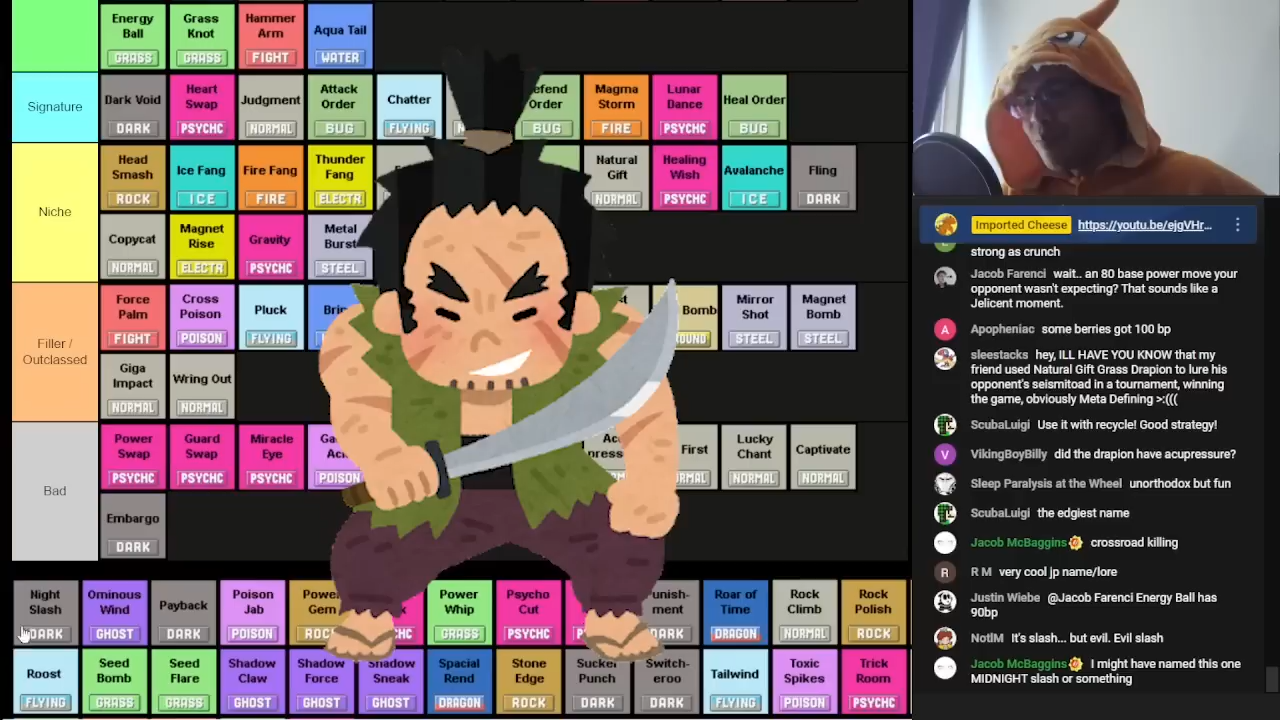 Energy
Ball
GRASS
Grass
Knot
GRASS
Hammer
Arm
FIGHT
Aqua Tail
WATER
Signature
Dark Void
DARK
Heart
Swap
PSYCHC
Judgment
NORMAL
Attack
Order
BUG
Chatter
FLYING
Order
BUG
Magma
Storm
FIRE
Lunar
Dance
PSYCHC
Heal Order
BUG
Niche
Head
Smash
ROCK
Ice Fang
ICE
Fire Fang
FIRE
Thunder
Fang
ELECTR
Natural
Gift
NORMAL
Healing
Wish
PSYCHC
Avalanche
ICE
Fling
DARK
Copycat
NORMAL
Magnet
Rise
ELECTR
Gravity
PSYCHC
Metal
Burst
STEEL
Filler /
Outclassed
Force
Palm
FIGHT
Cross
Poison
POISON
Pluck
FLYING
Bomb
Mirror
Shot
STEEL
Magnet
Bomb
STEEL
Giga
Impact
NORMAL
Wring Out
NORMAL
Bad
Power
Swap
PSYCHC
Guard
Swap
PSYCHC
Miracle
Eye
PSYCHC
POISON
First
Lucky
Chant
NORMAL
Captivate
NORMAL
Embargo
DARK
Night
Slash
DARK
Ominous
Wind
GHOST
Payback
DARK
Poison
Jab
POISON
Power
Gem
Power
Whip
GRASS
Psycho
Cut
PSYCHC
DARK
Roar of
Time
DRAGON
Rock
Climb
NORMAL
Rock
Polish
ROCK
Roost
FLYING
Seed
Bomb
GRASS
Seed
Flare
GRASS
Shadow
Claw
GHOST
Shadow
Force
GHOST
Shadow
Sneak
GHOST
Spacial
Rend
DRAGON
Stone
Edge
ROCK
Sucker
Punch
DARK
Switch-
eroo
DARK
Tailwind
FLYING
Toxic
Spikes
POISON
Trick
Room
PSYCHC
Imported Cheese https://youtu.be/ejgVHr...
strong as crunch
Jacob Farenci wait.. an 80 base power move your
opponent wasn't expecting? That sounds like a
Jelicent moment.
A Apopheniac some berries got 100 bp
sleestacks hey, ILL HAVE YOU KNOW that my
friend used Natural Gift Grass Drapion to lure his
opponent's seismitoad in a tournament, winning
the game, obviously Meta Defining >:(((
ScubaLuigi Use it with recycle! Good strategy!
V VikingBoyBilly did the drapion have acupressure?
Sleep Paralysis at the Wheel unorthodox but fun
ScubaLuigi the edgiest name
Jacob McBaggins crossroad killing
R R M very cool jp name/lore
Justin Wiebe @Jacob Farenci Energy Ball has
90bp
NotIM It's slash... but evil. Evil slash
Jacob McBaggins I might have named this one
MIDNIGHT slash or something